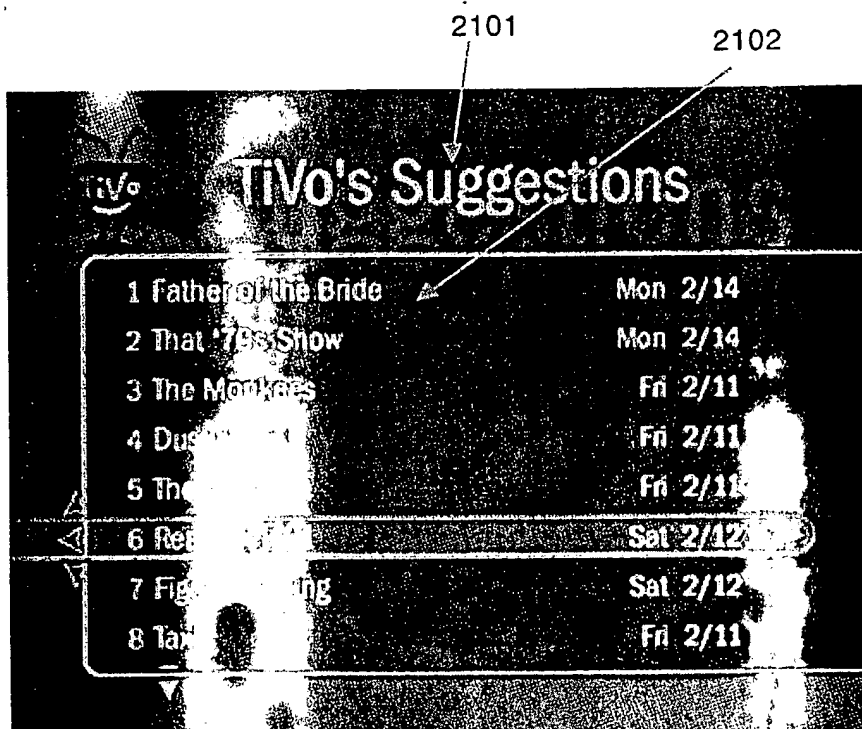 2101
2102
TiVo
TiVo's Suggestions
1 Father of the Bride Mon 2/14
2 That '70s Show Mon 2/14
3 The Monkees Fri 2/11
4 Fri 2/11
5 The Fri 2/11
6 Sat 2/12
7 Sat 2/12
8 Fri 2/11